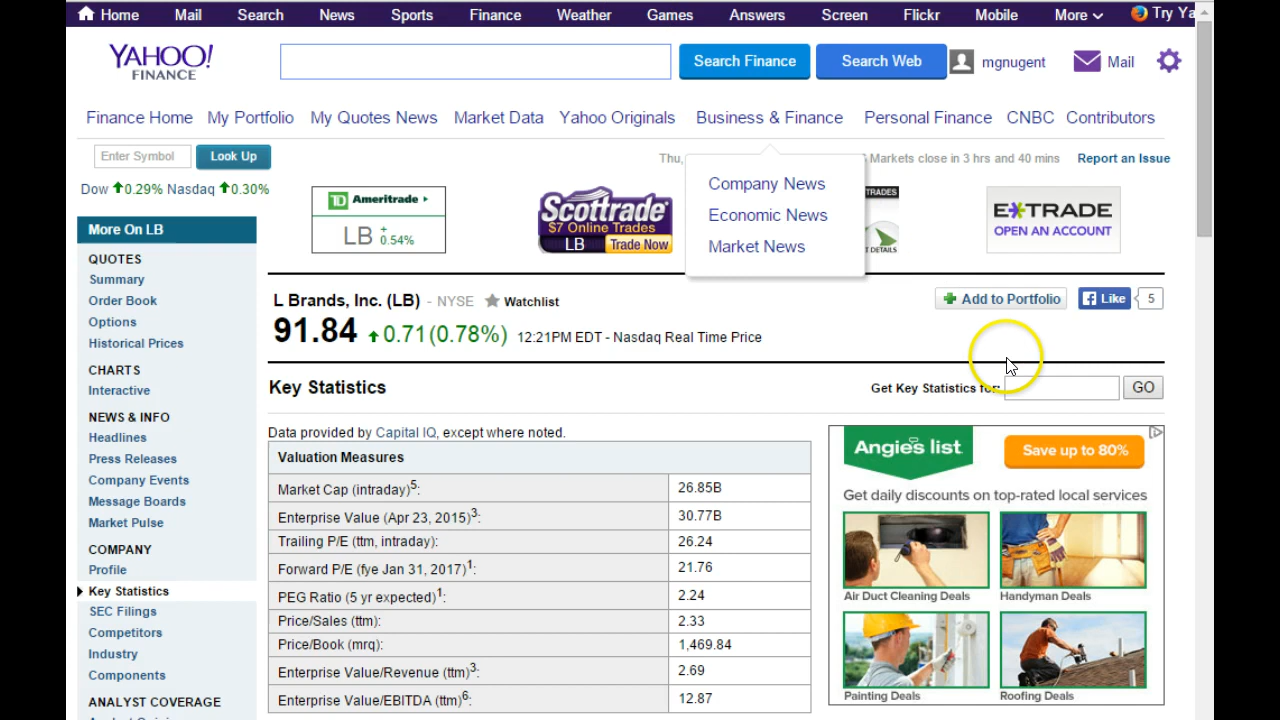 Home Mail Search News Sports Finance Weather Games Answers Screen Flickr Mobile More Try Ya
YAHOO! FINANCE
Search Finance Search Web mgnugent Mail
Finance Home My Portfolio My Quotes News Market Data Yahoo Originals Business & Finance Personal Finance CNBC Contributors
Enter Symbol Look Up Thu, Markets close in 3 hrs and 40 mins Report an Issue
Dow 0.29% Nasdaq 0.30%
Company News
Economic News
Market News
TD Ameritrade
LB + 0.54%
Scottrade
$7 Online Trades
LB Trade Now
TRADES
DETAILS
E*TRADE
OPEN AN ACCOUNT
More On LB
QUOTES
Summary
Order Book
Options
Historical Prices
CHARTS
Interactive
NEWS & INFO
Headlines
Press Releases
Company Events
Message Boards
Market Pulse
COMPANY
Profile
Key Statistics
SEC Filings
Competitors
Industry
Components
ANALYST COVERAGE
L Brands, Inc. (LB) - NYSE Watchlist
Add to Portfolio Like 5
91.84 0.71(0.78%) 12:21PM EDT - Nasdaq Real Time Price
Key Statistics
Get Key Statistics for: GO
Data provided by Capital IQ, except where noted.
Valuation Measures
Market Cap (intraday)5: 26.85B
Enterprise Value (Apr 23, 2015)3: 30.77B
Trailing P/E (ttm, intraday): 26.24
Forward P/E (fye Jan 31, 2017)1: 21.76
PEG Ratio (5 yr expected)1: 2.24
Price/Sales (ttm): 2.33
Price/Book (mrq): 1,469.84
Enterprise Value/Revenue (ttm)3: 2.69
Enterprise Value/EBITDA (ttm)6: 12.87
Angie's list
Save up to 80%
Get daily discounts on top-rated local services
Air Duct Cleaning Deals Handyman Deals
Painting Deals Roofing Deals